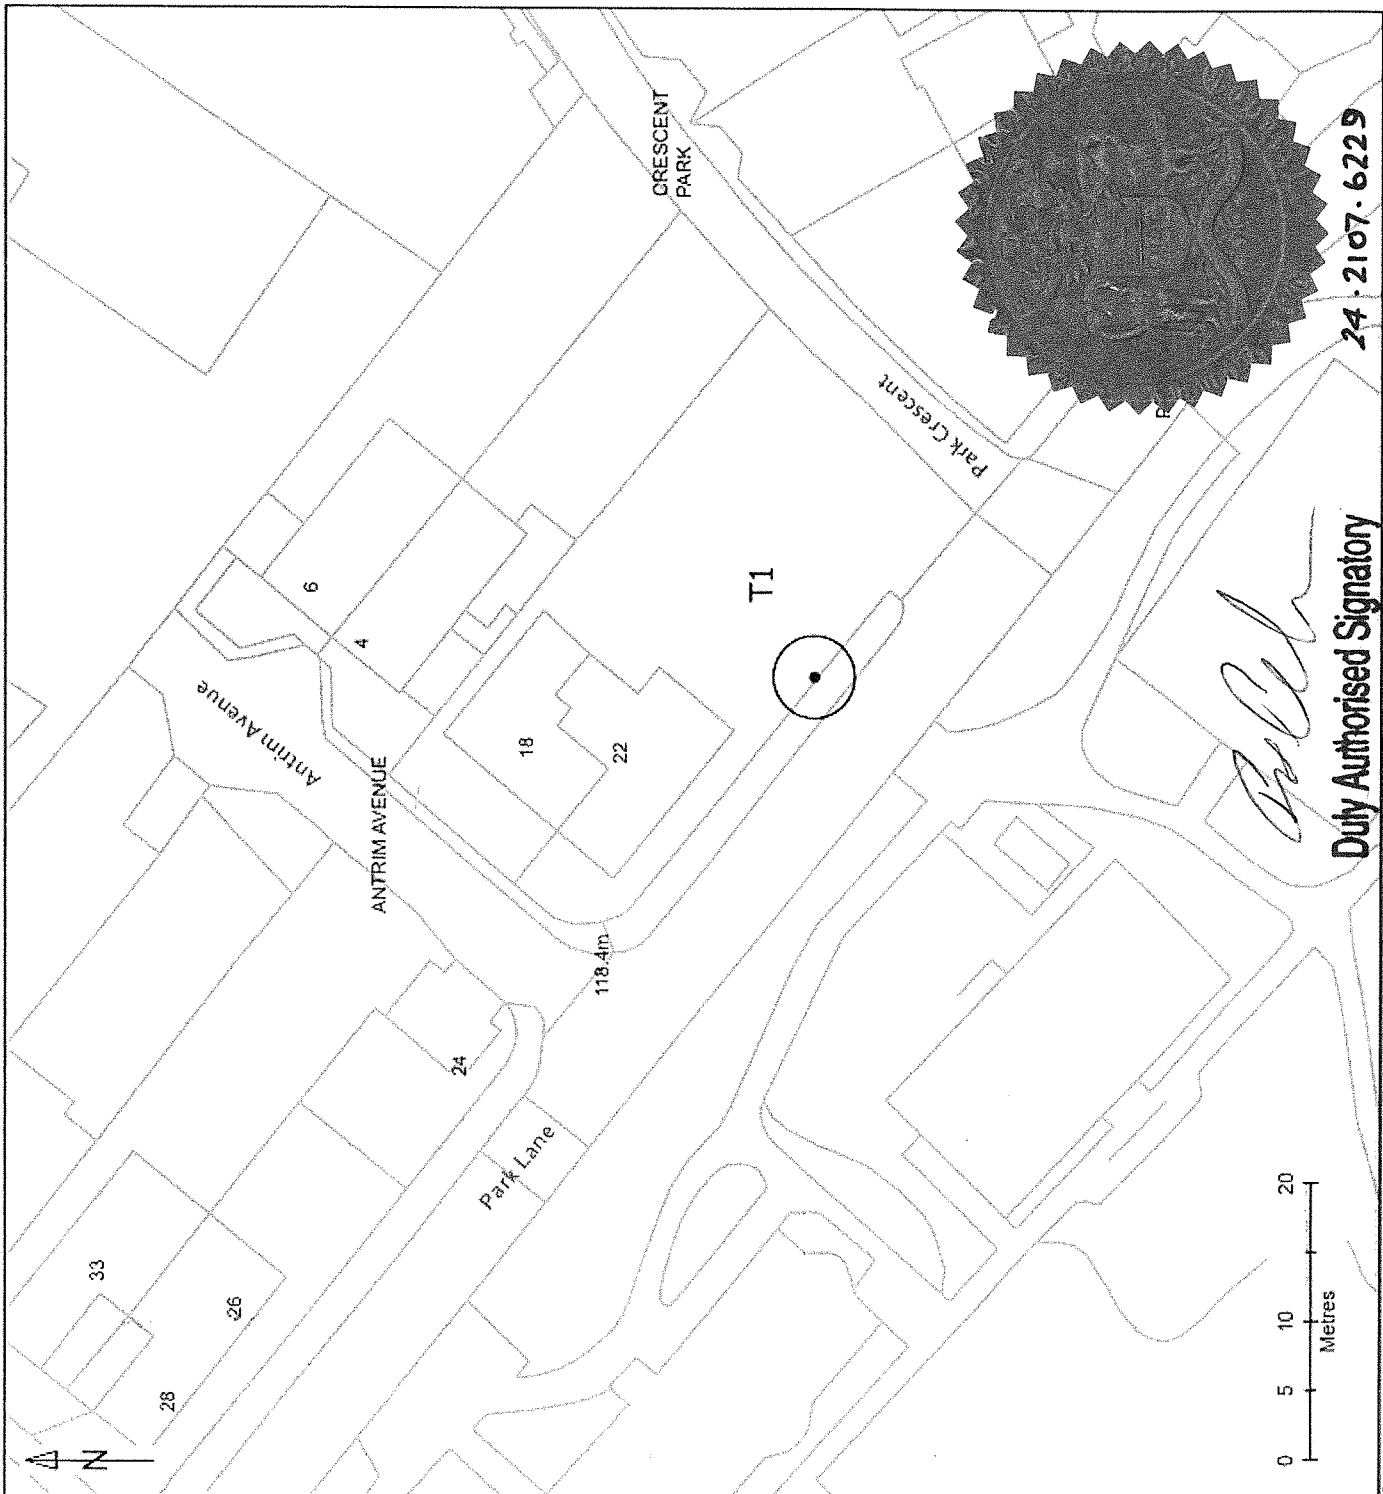 CRESCENT
PARK
Park Crescent
6
4
Antrim Avenue
ANTRIM AVENUE
18
22
T1
118.4m
24
Park Lane
33
26
28
N
0 5 10 20
Metres
24·2107·6229
Duly Authorised Signatory